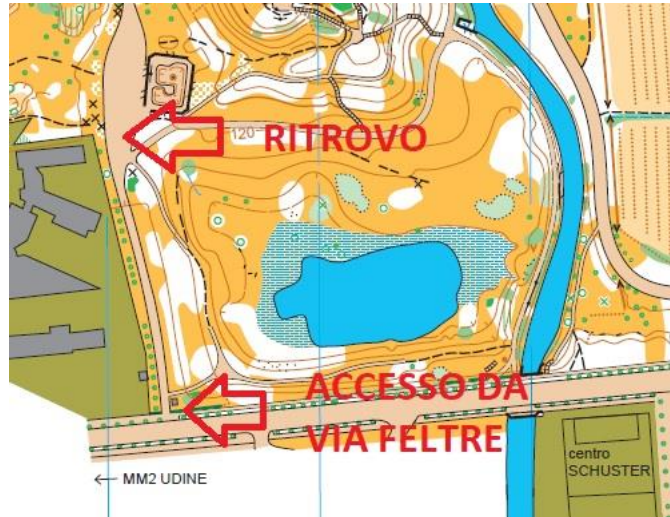 120
RITROVO
ACCESSO DA
VIA FELTRE
centro
SCHUSTER
← MM2 UDINE